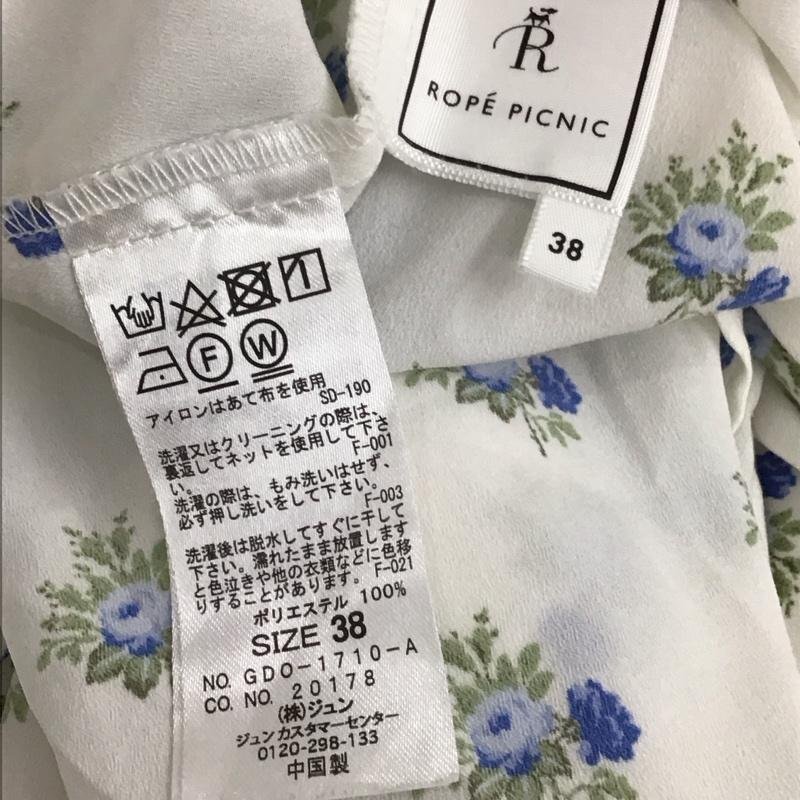 R
ROPÉ PICNIC
38
F
W
アイロンはあて布を使用
SD-190
洗濯又はクリーニングの際は、
裏返してネットを使用して下さ
い。
F-001
洗濯の際は、もみ洗いはせず、
必ず押し洗いをして下さい。
F-003
洗濯後は脱水してすぐに干して
下さい。濡れたまま放置します
と色泣きや他の衣類などに色移
りすることがあります。 F-021
ポリエステル 100%
SIZE 38
NO. GDO-1710-A
CO. NO. 20178
(株)ジュン
ジュン カスタマーセンター
0120-298-133
中国製